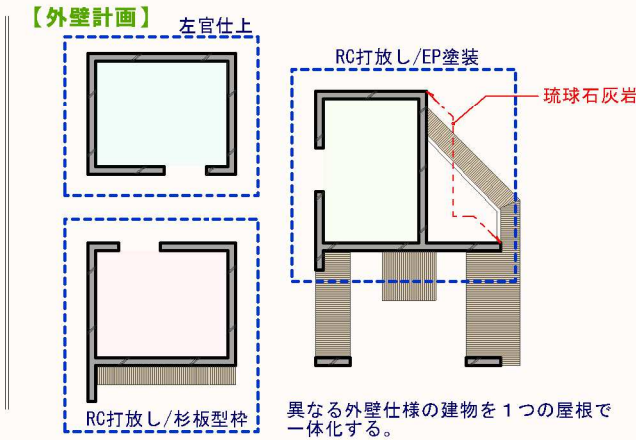 【外壁計画】
左官仕上
RC打放し/EP塗装
琉球石灰岩
RC打放し/杉板型枠
異なる外壁仕様の建物を１つの屋根で
一体化する。